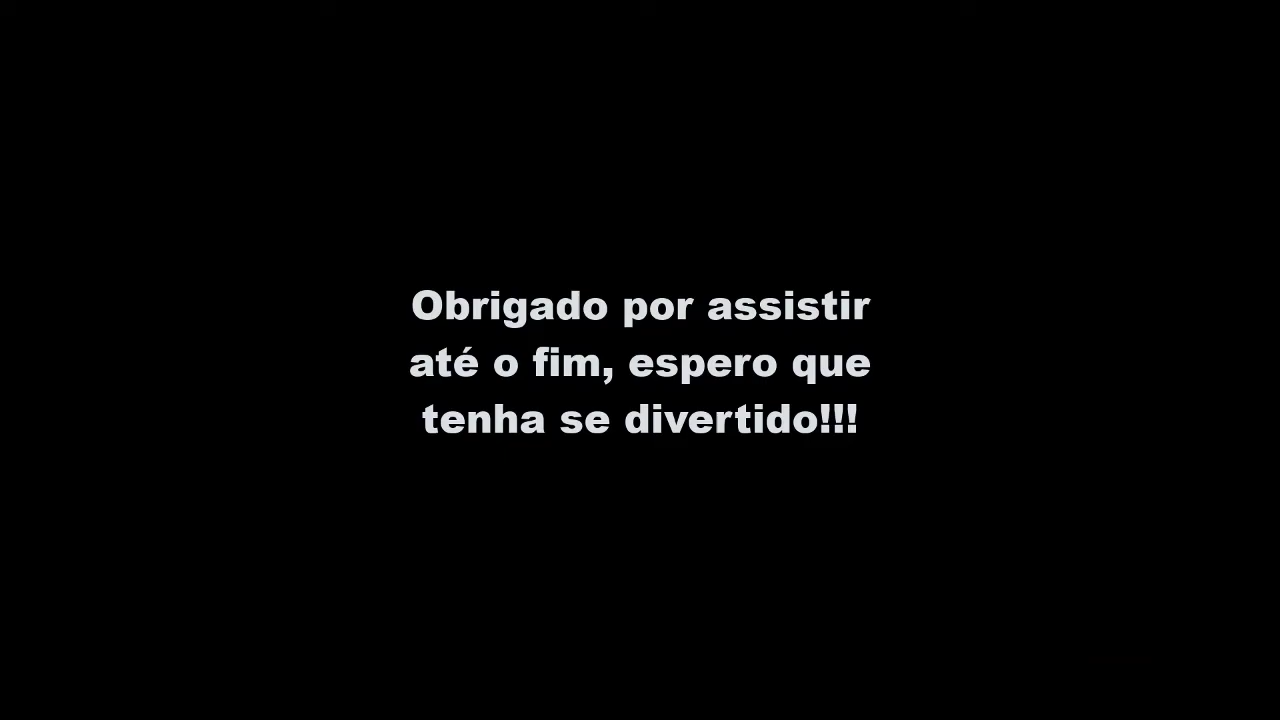 Obrigado por assistir
até o fim, espero que
tenha se divertido!!!